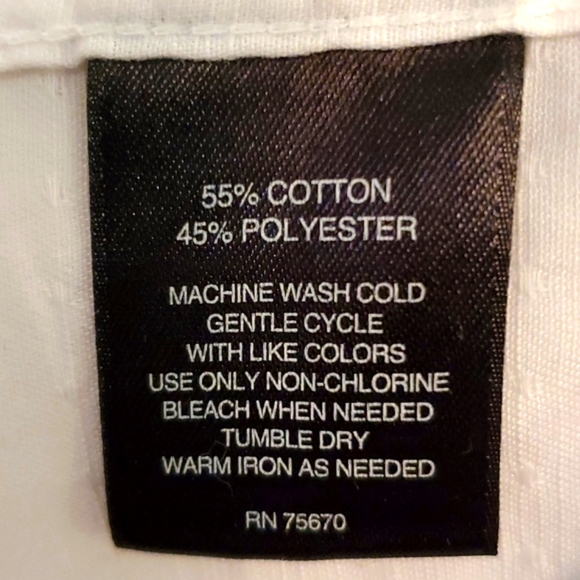 55% COTTON
45% POLYESTER
MACHINE WASH COLD
GENTLE CYCLE
WITH LIKE COLORS
USE ONLY NON-CHLORINE
BLEACH WHEN NEEDED
TUMBLE DRY
WARM IRON AS NEEDED
RN 75670